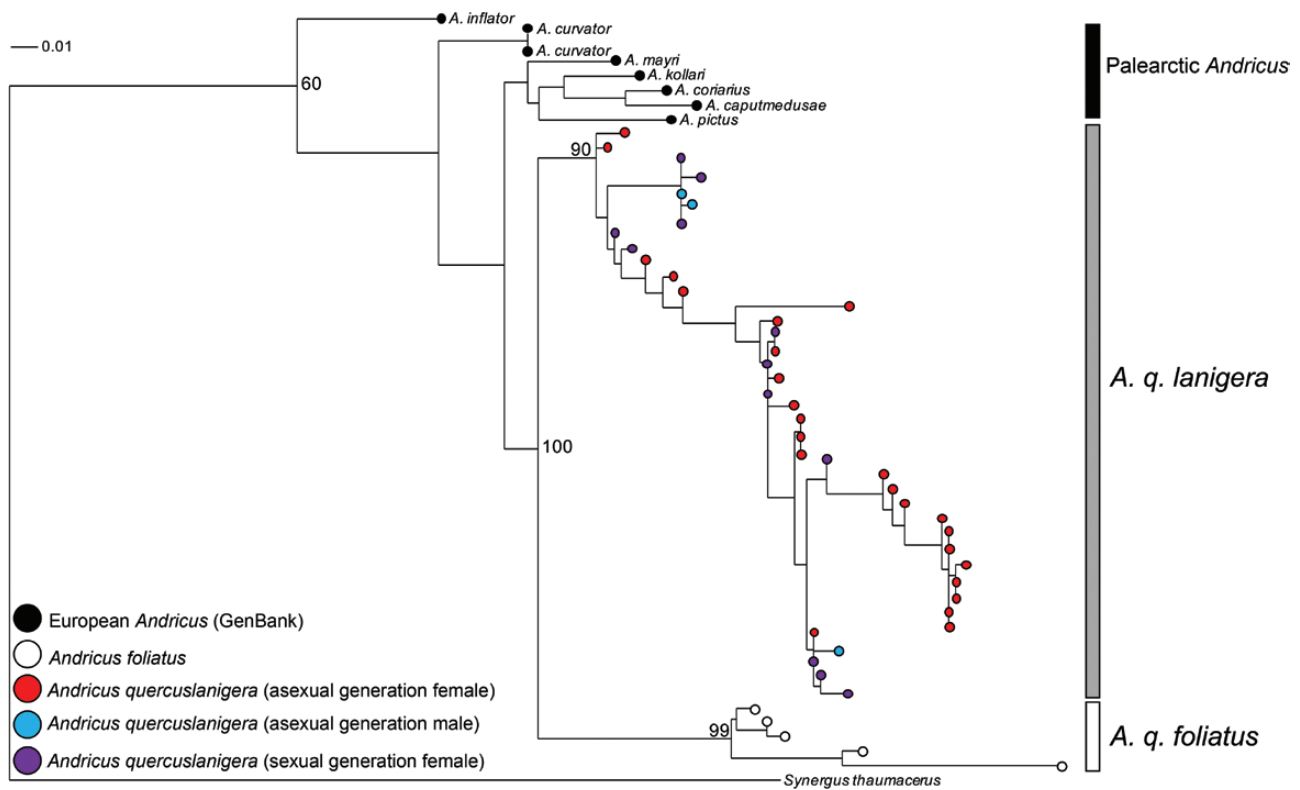 A. inflator
A. curvator
0.01
A. curvator
A. mayri
Palearctic Andricus
A. kollari
60
A. coriarius
A. caputmedusae
A. pictus
90
A. q. lanigera
100
European Andricus (GenBank)
Andricus foliatus
Andricus quercuslanigera (asexual generation female)
Andricus quercuslanigera (asexual generation male)
99
A. q. foliatus
Andricus quercuslanigera (sexual generation female)
Synergus thaumacerus